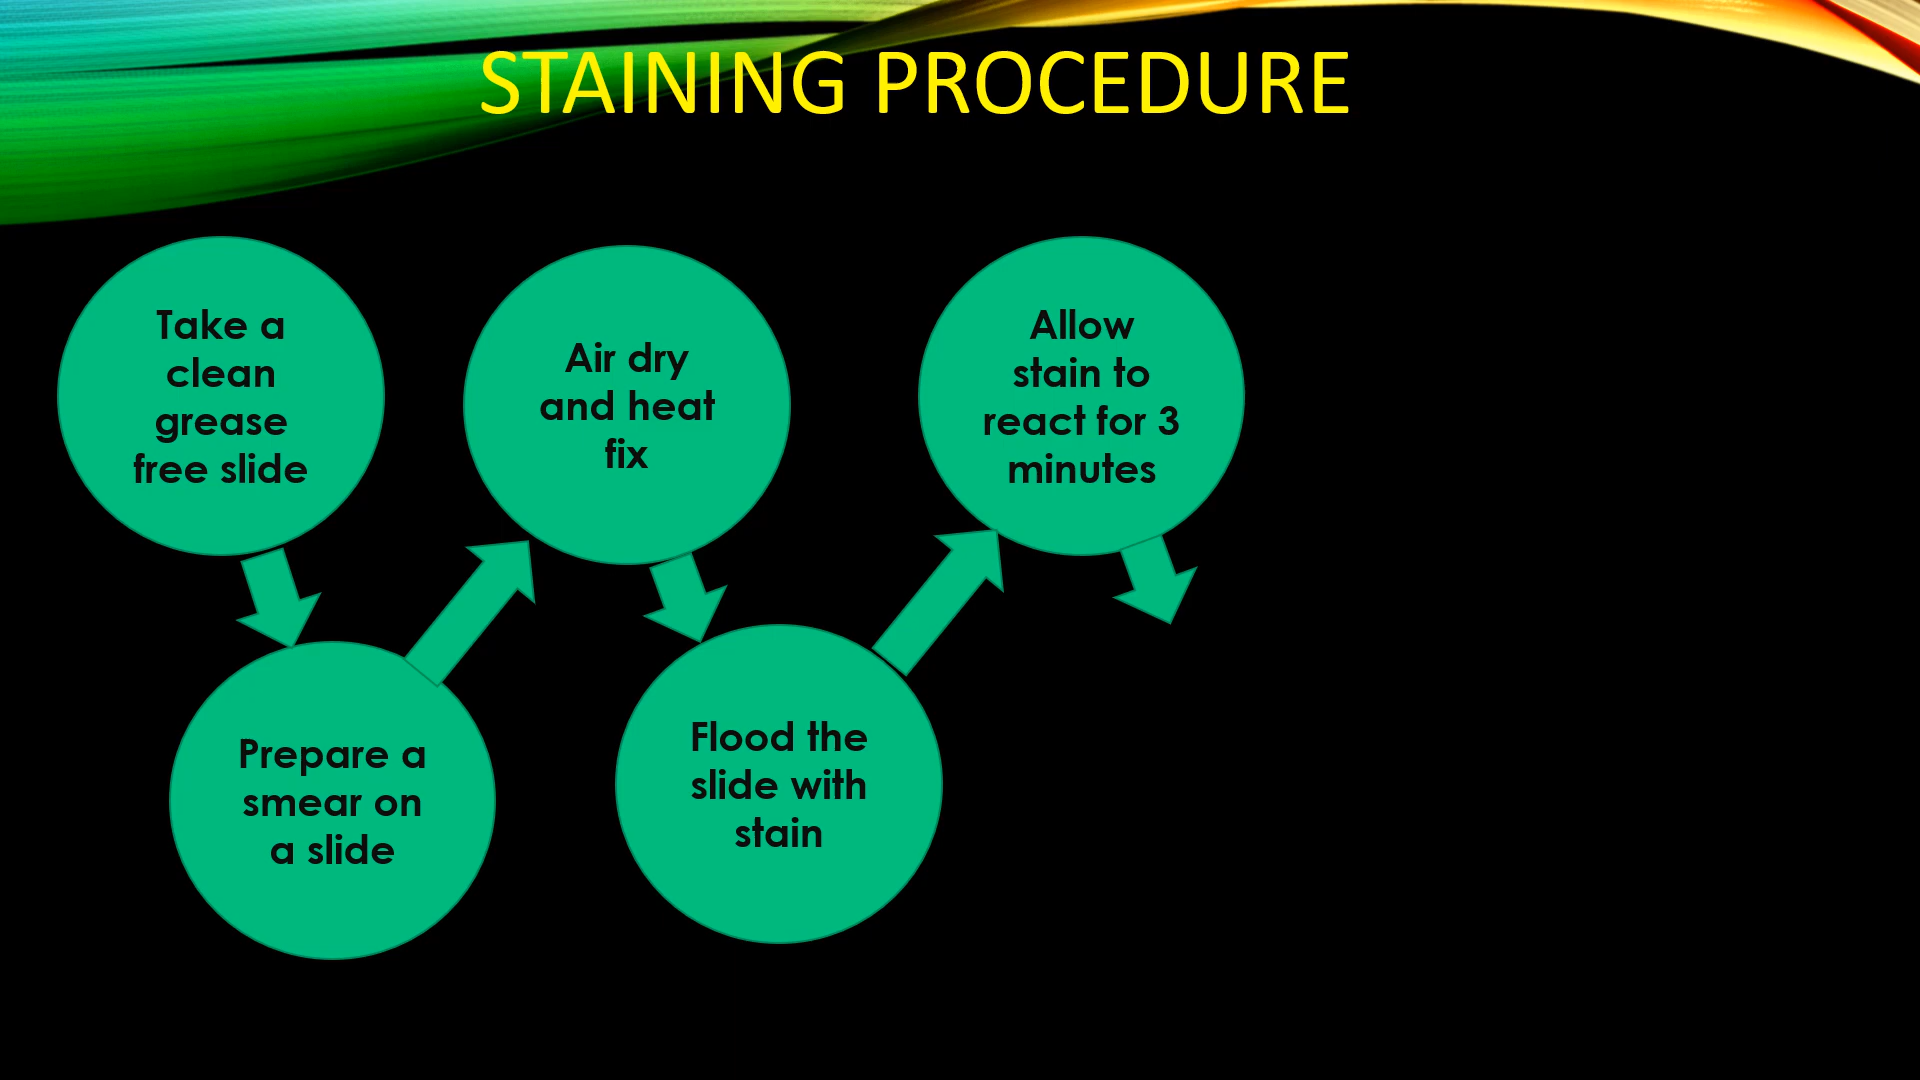 STAINING PROCEDURE
Take a
clean
grease
free slide
Prepare a
smear on
a slide
Air dry
and heat
fix
Flood the
slide with
stain
Allow
stain to
react for 3
minutes